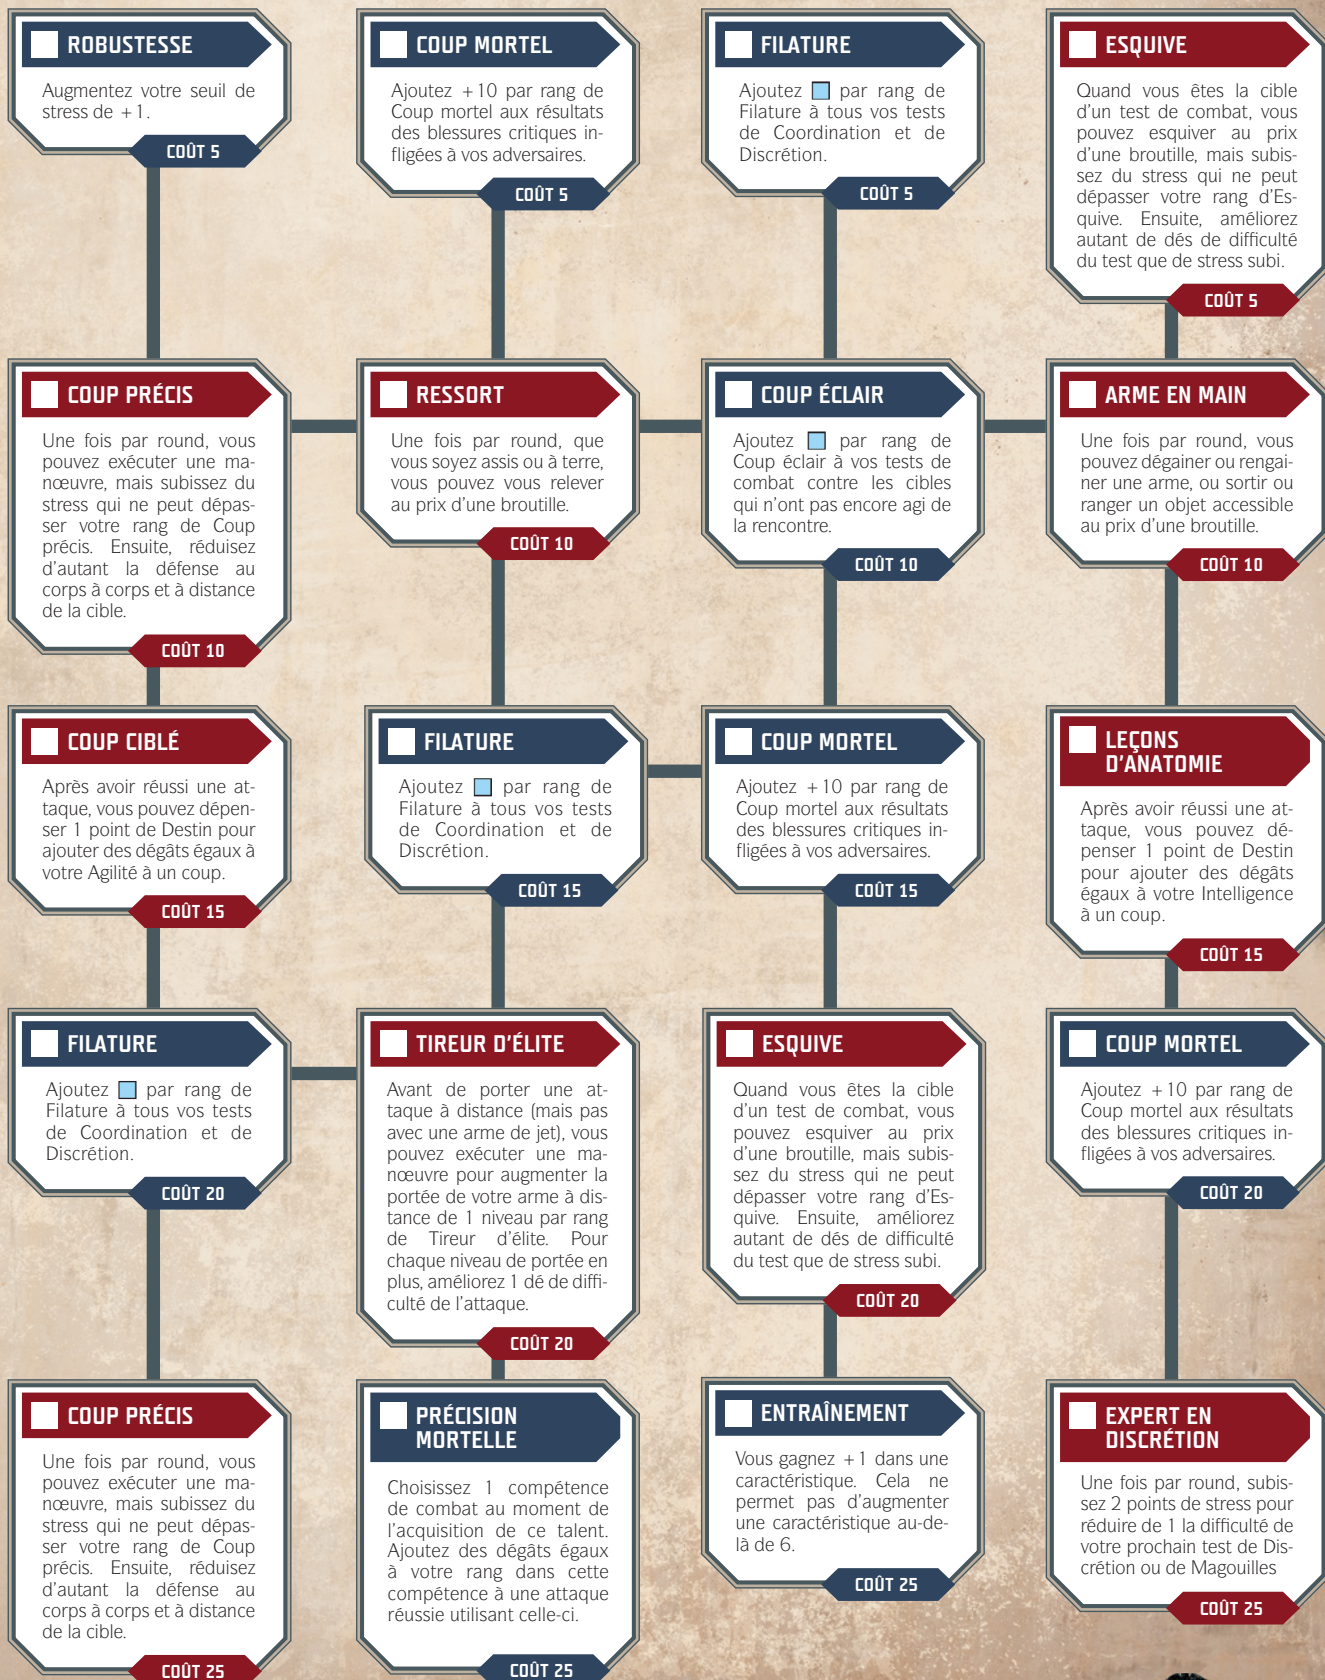 ROBUSTESSE
Augmentez votre seuil de
stress de +1.
COÛT 5
COUP MORTEL
Ajoutez +10 par rang de
Coup mortel aux résultats
des blessures critiques in-
fligées à vos adversaires.
COÛT 5
FILATURE
Ajoutez par rang de
Filature à tous vos tests
de Coordination et de
Discrétion.
COÛT 5
ESQUIVE
Quand vous êtes la cible
d'un test de combat, vous
pouvez esquiver au prix
d'une broutille, mais subis-
sez du stress qui ne peut
dépasser votre rang d'Es-
quive. Ensuite, améliorez
autant de dés de difficulté
du test que de stress subi.
COÛT 5
COUP PRÉCIS
Une fois par round, vous
pouvez exécuter une ma-
nœuvre, mais subissez du
stress qui ne peut dépas-
ser votre rang de Coup
précis. Ensuite, réduisez
d'autant la défense au
corps à corps et à distance
de la cible.
COÛT 10
RESSORT
Une fois par round, que
vous soyez assis ou à terre,
vous pouvez vous relever
au prix d'une broutille.
COÛT 10
COUP ÉCLAIR
Ajoutez par rang de
Coup éclair à vos tests de
combat contre les cibles
qui n'ont pas encore agi de
la rencontre.
COÛT 10
ARME EN MAIN
Une fois par round, vous
pouvez dégainer ou rengai-
ner une arme, ou sortir ou
ranger un objet accessible
au prix d'une broutille.
COÛT 10
COUP CIBLÉ
Après avoir réussi une at-
taque, vous pouvez dépen-
ser 1 point de Destin pour
ajouter des dégâts égaux à
votre Agilité à un coup.
COÛT 15
FILATURE
Ajoutez par rang de
Filature à tous vos tests
de Coordination et de
Discrétion.
COÛT 15
COUP MORTEL
Ajoutez +10 par rang de
Coup mortel aux résultats
des blessures critiques in-
fligées à vos adversaires.
COÛT 15
LEÇONS
D'ANATOMIE
Après avoir réussi une at-
taque, vous pouvez dé-
penser 1 point de Destin
pour ajouter des dégâts
égaux à votre Intelligence
à un coup.
COÛT 15
FILATURE
Ajoutez par rang de
Filature à tous vos tests
de Coordination et de
Discrétion.
COÛT 20
TIREUR D'ÉLITE
Avant de porter une at-
taque à distance (mais pas
avec une arme de jet), vous
pouvez exécuter une ma-
nœuvre pour augmenter la
portée de votre arme à dis-
tance de 1 niveau par rang
de Tireur d'élite. Pour
chaque niveau de portée en
plus, améliorez 1 dé de diffi-
culté de l'attaque.
COÛT 20
ESQUIVE
Quand vous êtes la cible
d'un test de combat, vous
pouvez esquiver au prix
d'une broutille, mais subis-
sez du stress qui ne peut
dépasser votre rang d'Es-
quive. Ensuite, améliorez
autant de dés de difficulté
du test que de stress subi.
COÛT 20
COUP MORTEL
Ajoutez +10 par rang de
Coup mortel aux résultats
des blessures critiques in-
fligées à vos adversaires.
COÛT 20
COUP PRÉCIS
Une fois par round, vous
pouvez exécuter une ma-
nœuvre, mais subissez du
stress qui ne peut dépas-
ser votre rang de Coup
précis. Ensuite, réduisez
d'autant la défense au
corps à corps et à distance
de la cible.
COÛT 25
PRÉCISION
MORTELLE
Choisissez 1 compétence
de combat au moment de
l'acquisition de ce talent.
Ajoutez des dégâts égaux
à votre rang dans cette
compétence à une attaque
réussie utilisant celle-ci.
COÛT 25
ENTRAÎNEMENT
Vous gagnez +1 dans une
caractéristique. Cela ne
permet pas d'augmenter
une caractéristique au-de-
là de 6.
COÛT 25
EXPERT EN
DISCRÉTION
Une fois par round, subis-
sez 2 points de stress pour
réduire de 1 la difficulté de
votre prochain test de Dis-
crétion ou de Magouilles
COÛT 25